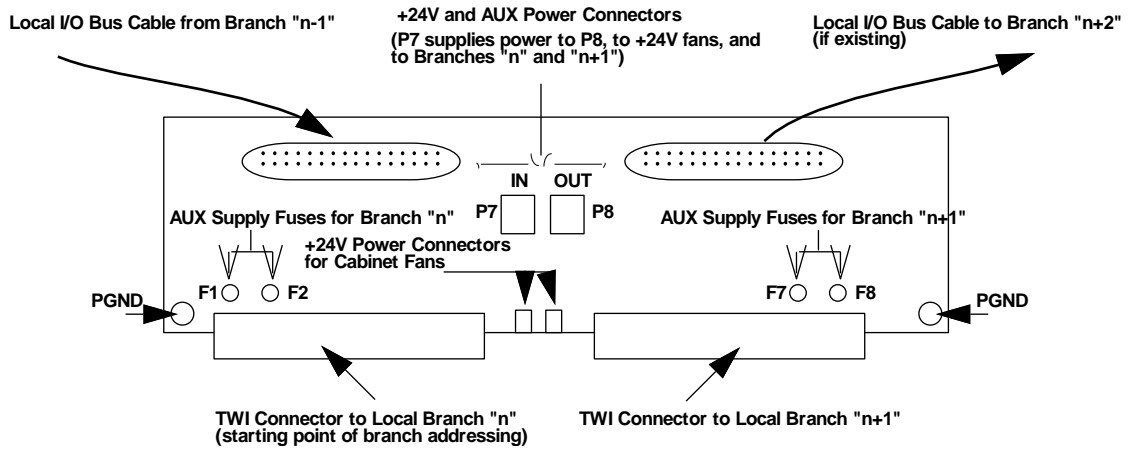 Local I/O Bus Cable from Branch "n-1"
+24V and AUX Power Connectors
(P7 supplies power to P8, to +24V fans, and
to Branches "n" and "n+1")
Local I/O Bus Cable to Branch "n+2"
(if existing)
IN OUT
P7 P8
AUX Supply Fuses for Branch "n"
AUX Supply Fuses for Branch "n+1"
+24V Power Connectors
for Cabinet Fans
F1 F2
F7 F8
PGND
PGND
TWI Connector to Local Branch "n"
(starting point of branch addressing)
TWI Connector to Local Branch "n+1"